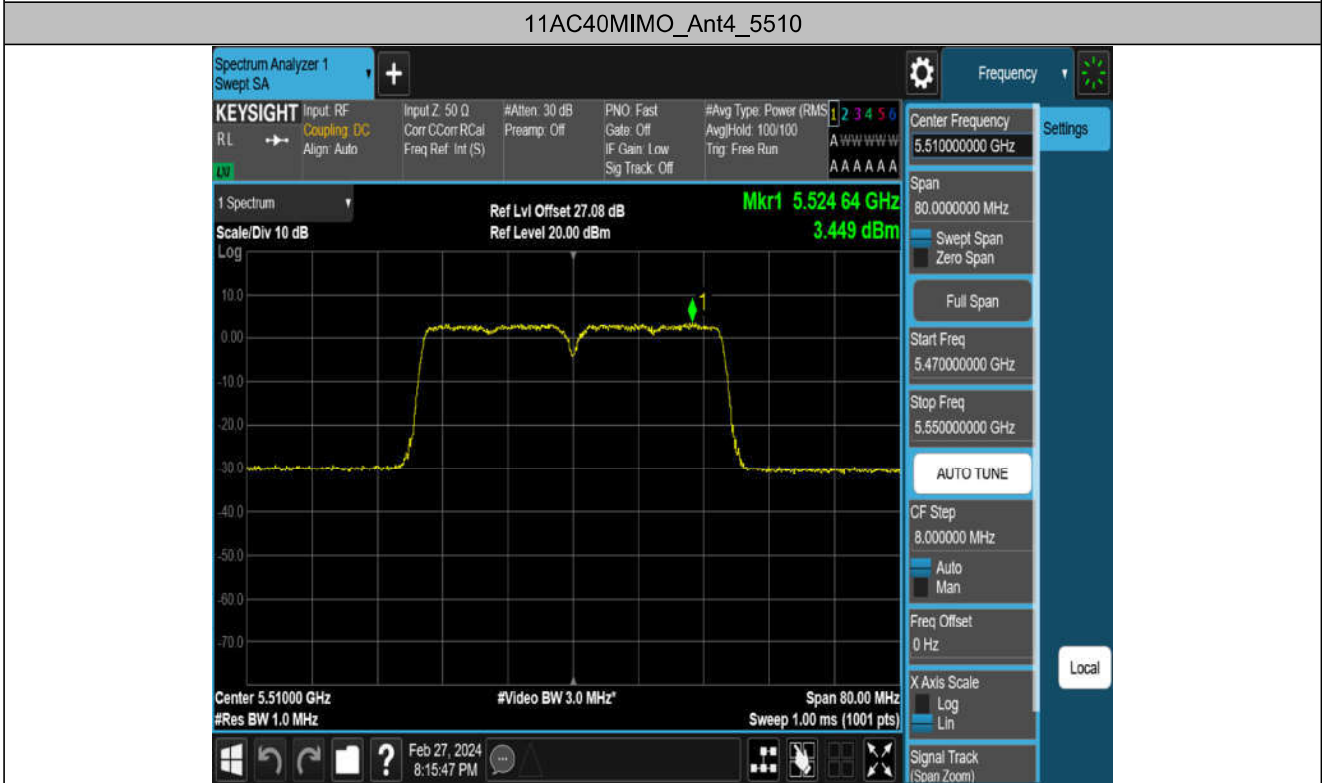 11AC40MIMO_Ant4_5510
Spectrum Analyzer 1
Swept SA
+
Frequency
KEYSIGHT
RL
LXI
Input: RF
Coupling: DC
Align: Auto
Input Z: 50 Ω
Corr CCorr RCal
Freq Ref: Int (S)
#Atten: 30 dB
Preamp: Off
PNO: Fast
Gate: Off
IF Gain: Low
Sig Track: Off
#Avg Type: Power (RMS
Avg|Hold: 100/100
Trig: Free Run
1 2 3 4 5 6
A W W W W W
A A A A A A
1 Spectrum
Scale/Div 10 dB
Log
Ref Lvl Offset 27.08 dB
Ref Level 20.00 dBm
Mkr1 5.524 64 GHz
3.449 dBm
1
10.0
0.00
-10.0
-20.0
-30.0
-40.0
-50.0
-60.0
-70.0
Center 5.51000 GHz
#Res BW 1.0 MHz
#Video BW 3.0 MHz*
Span 80.00 MHz
Sweep 1.00 ms (1001 pts)
?
Feb 27, 2024
8:15:47 PM
Center Frequency
5.510000000 GHz
Settings
Span
80.0000000 MHz
Swept Span
Zero Span
Full Span
Start Freq
5.470000000 GHz
Stop Freq
5.550000000 GHz
AUTO TUNE
CF Step
8.000000 MHz
Auto
Man
Freq Offset
0 Hz
X Axis Scale
Log
Lin
Local
Signal Track
(Span Zoom)